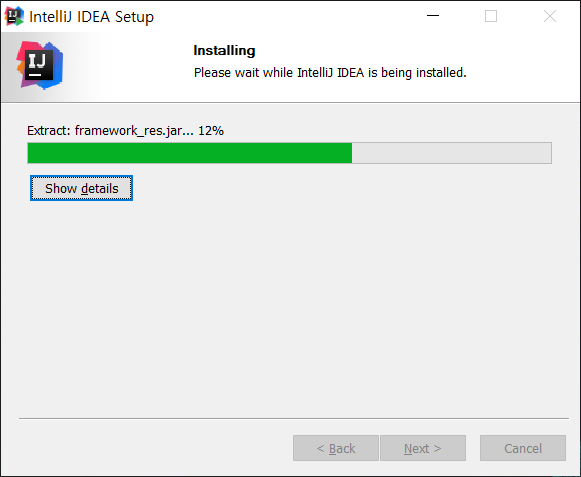 IntelliJ IDEA Setup
IJ
Installing
Please wait while IntelliJ IDEA is being installed.
Extract: framework_res.jar... 12%
Show details
< Back
Next >
Cancel